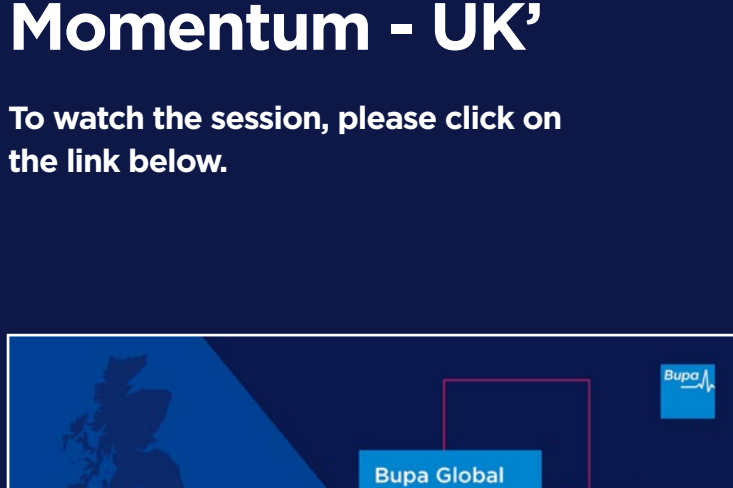 Momentum - UK’
To watch the session, please click on
the link below.
Bupa
Bupa Global